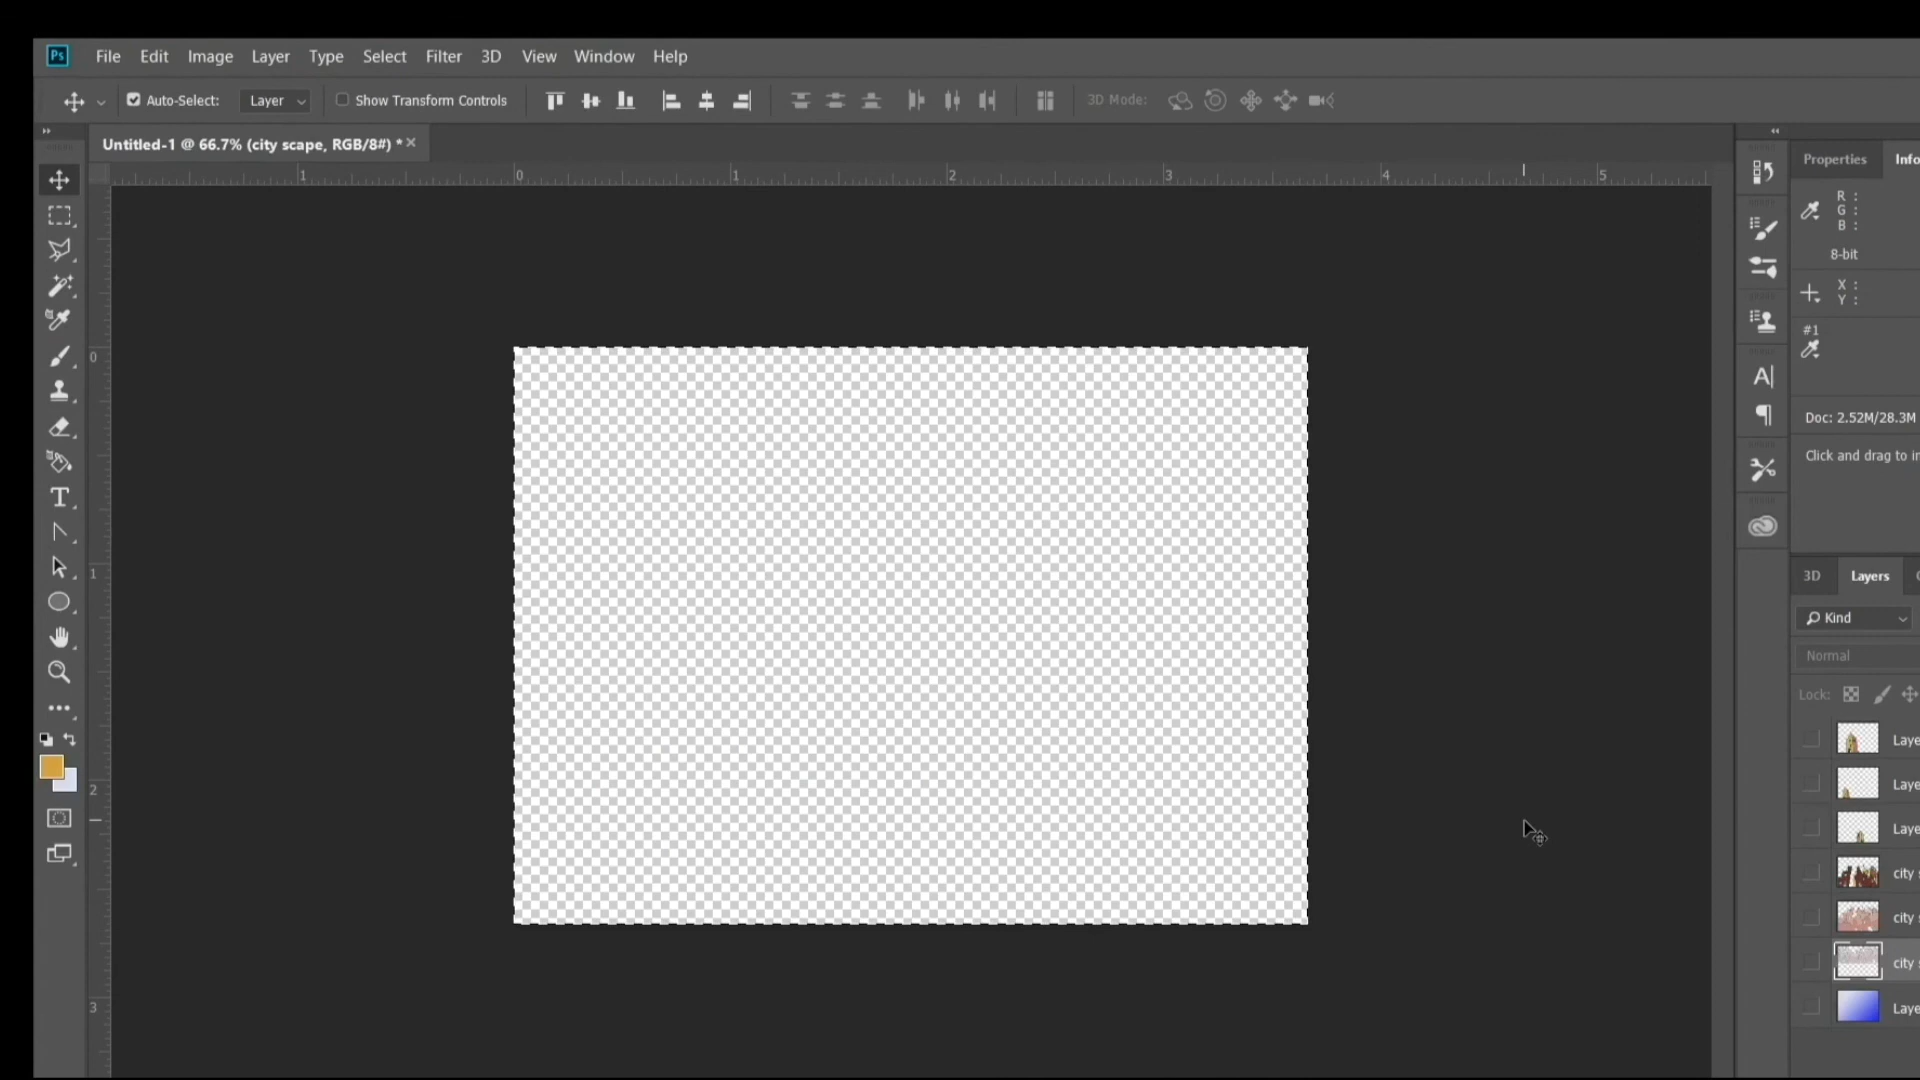 Ps File Edit Image Layer Type Select Filter 3D View Window Help
Auto-Select: Layer Show Transform Controls 3D Mode:
Untitled-1 @ 66.7% (city scape, RGB/8#) *
Properties Info
1 0 1 2 3 4 5
R :
G :
B :
8-bit
X :
Y :
#1
0
A
Doc: 2.52M/28.3M
Click and drag to
T
1
3D Layers
Kind
Normal
Lock:
Laye
2
Laye
Laye
city
city
city
3
Laye